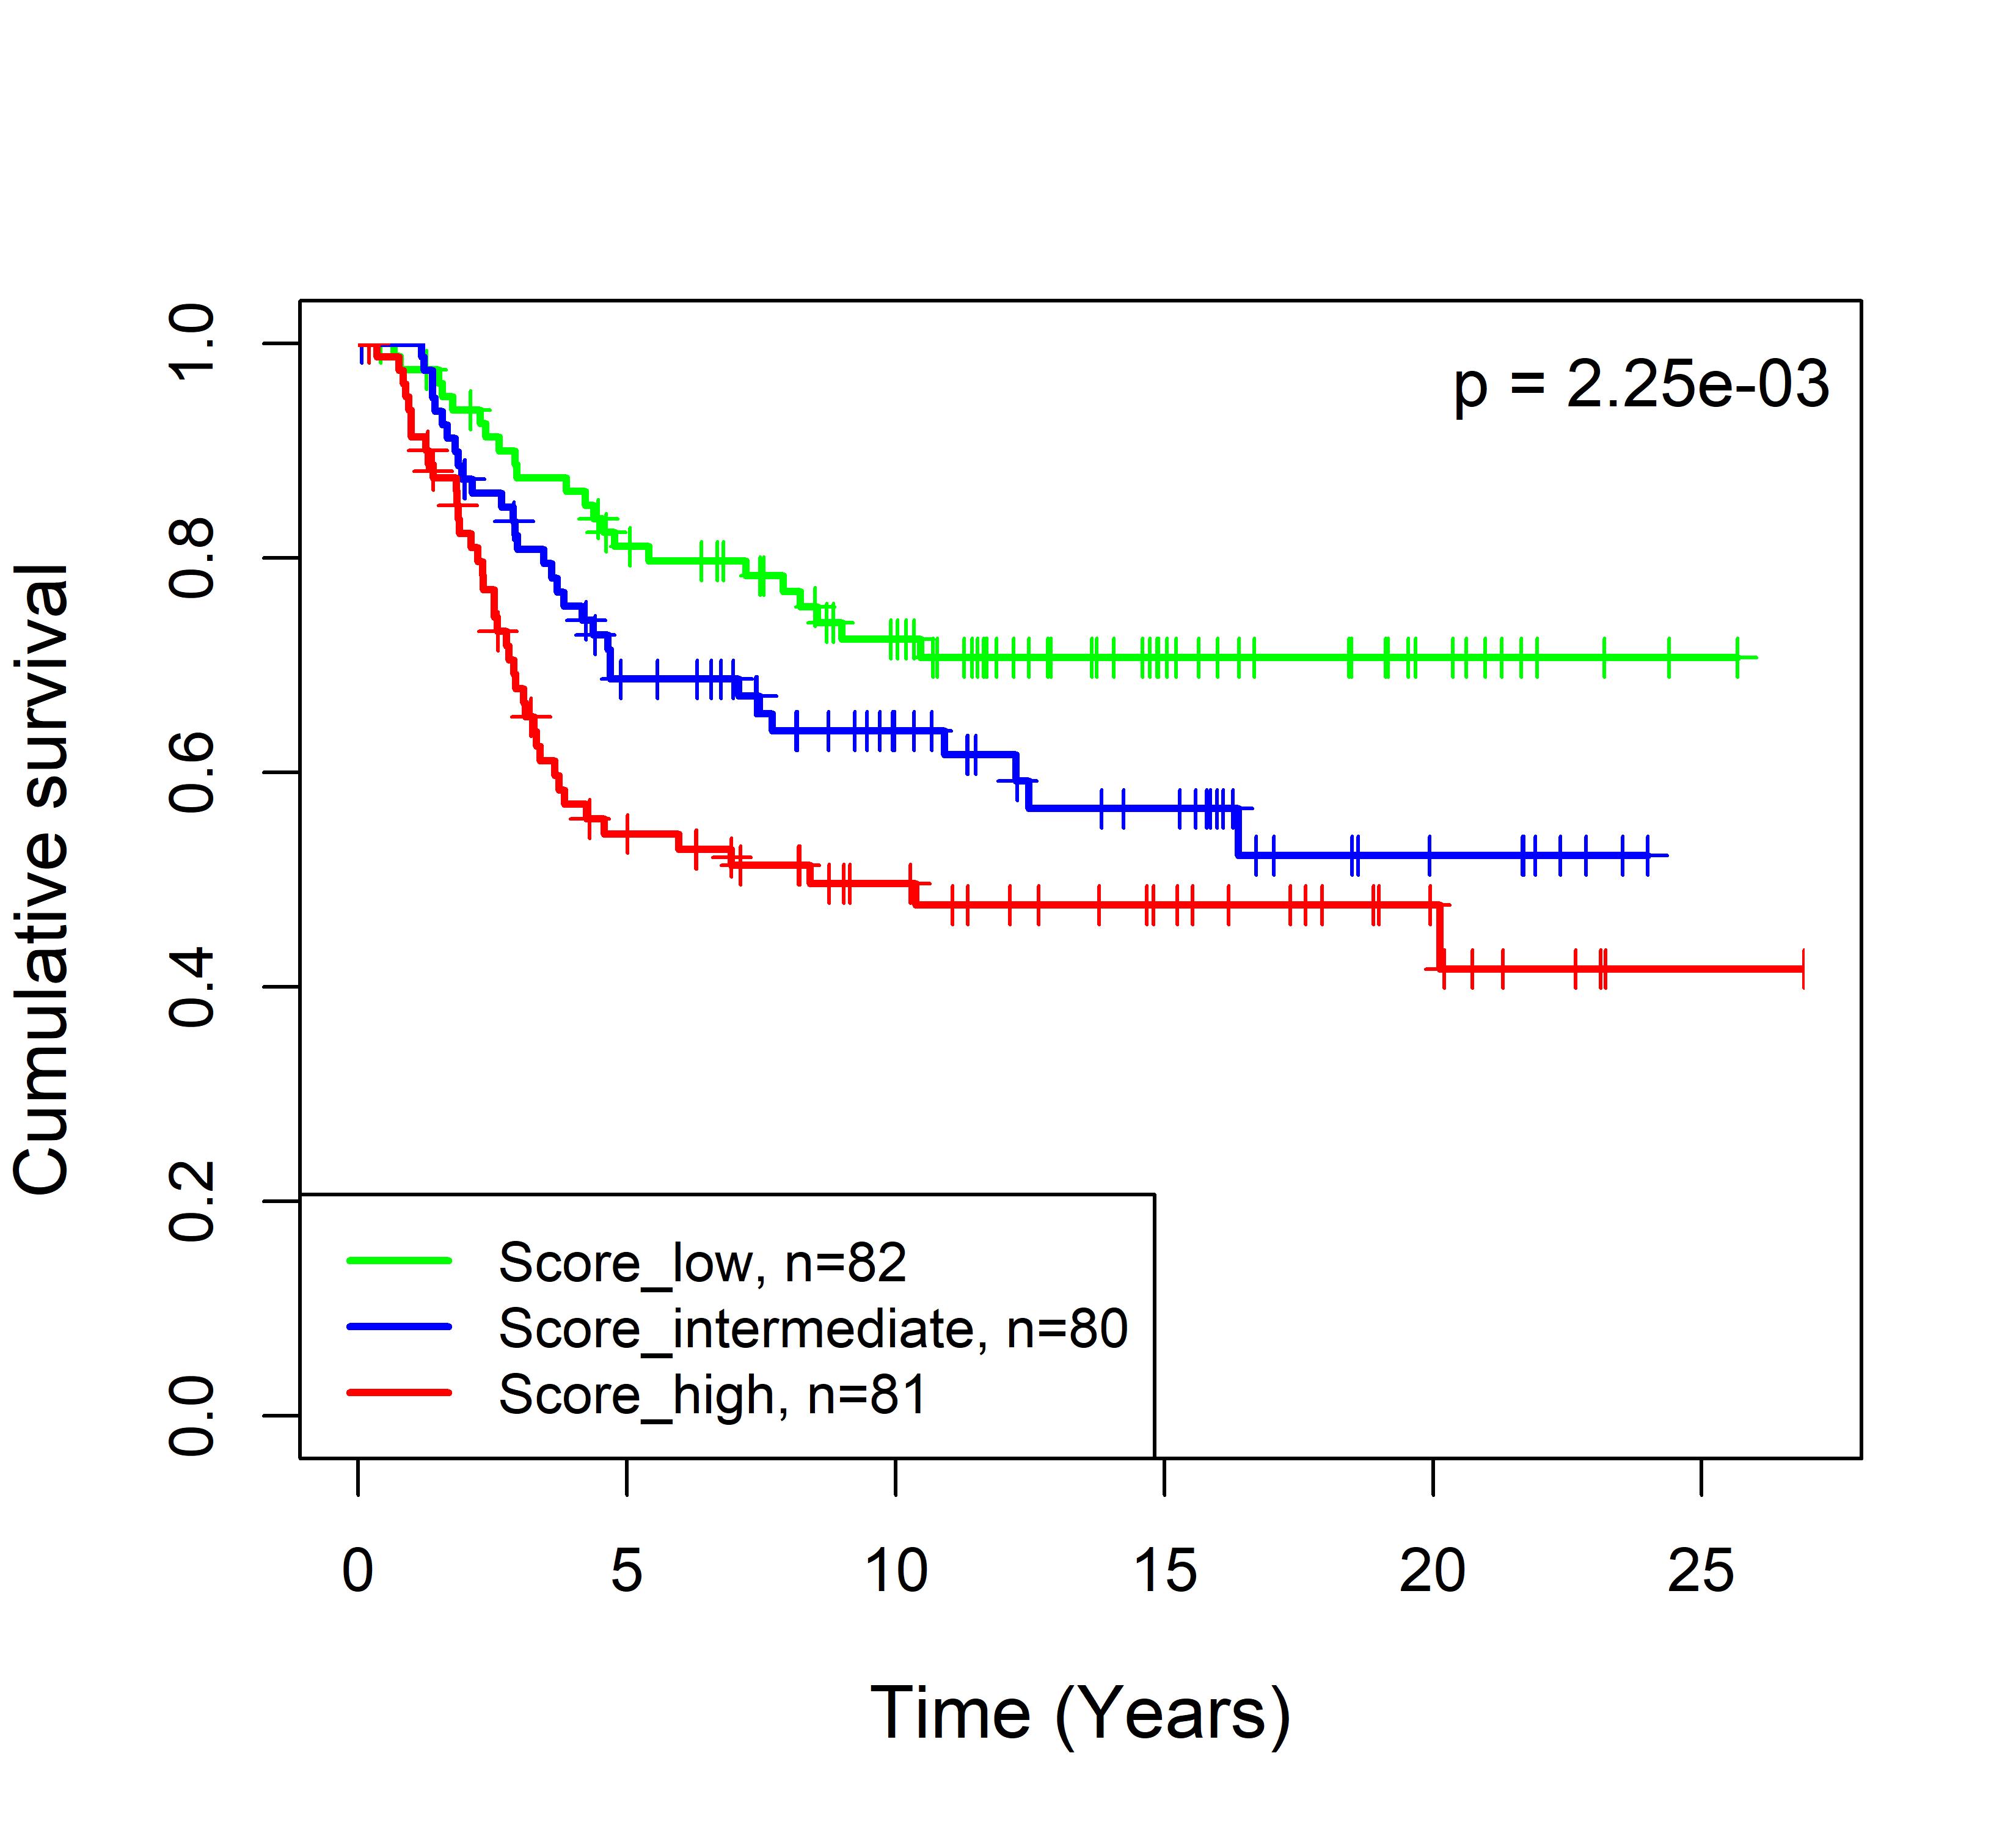 p = 2.25e-03
Cumulative survival
1.0
0.8
0.6
0.4
0.2
0.0
Score_low, n=82
Score_intermediate, n=80
Score_high, n=81
0 5 10 15 20 25
Time (Years)